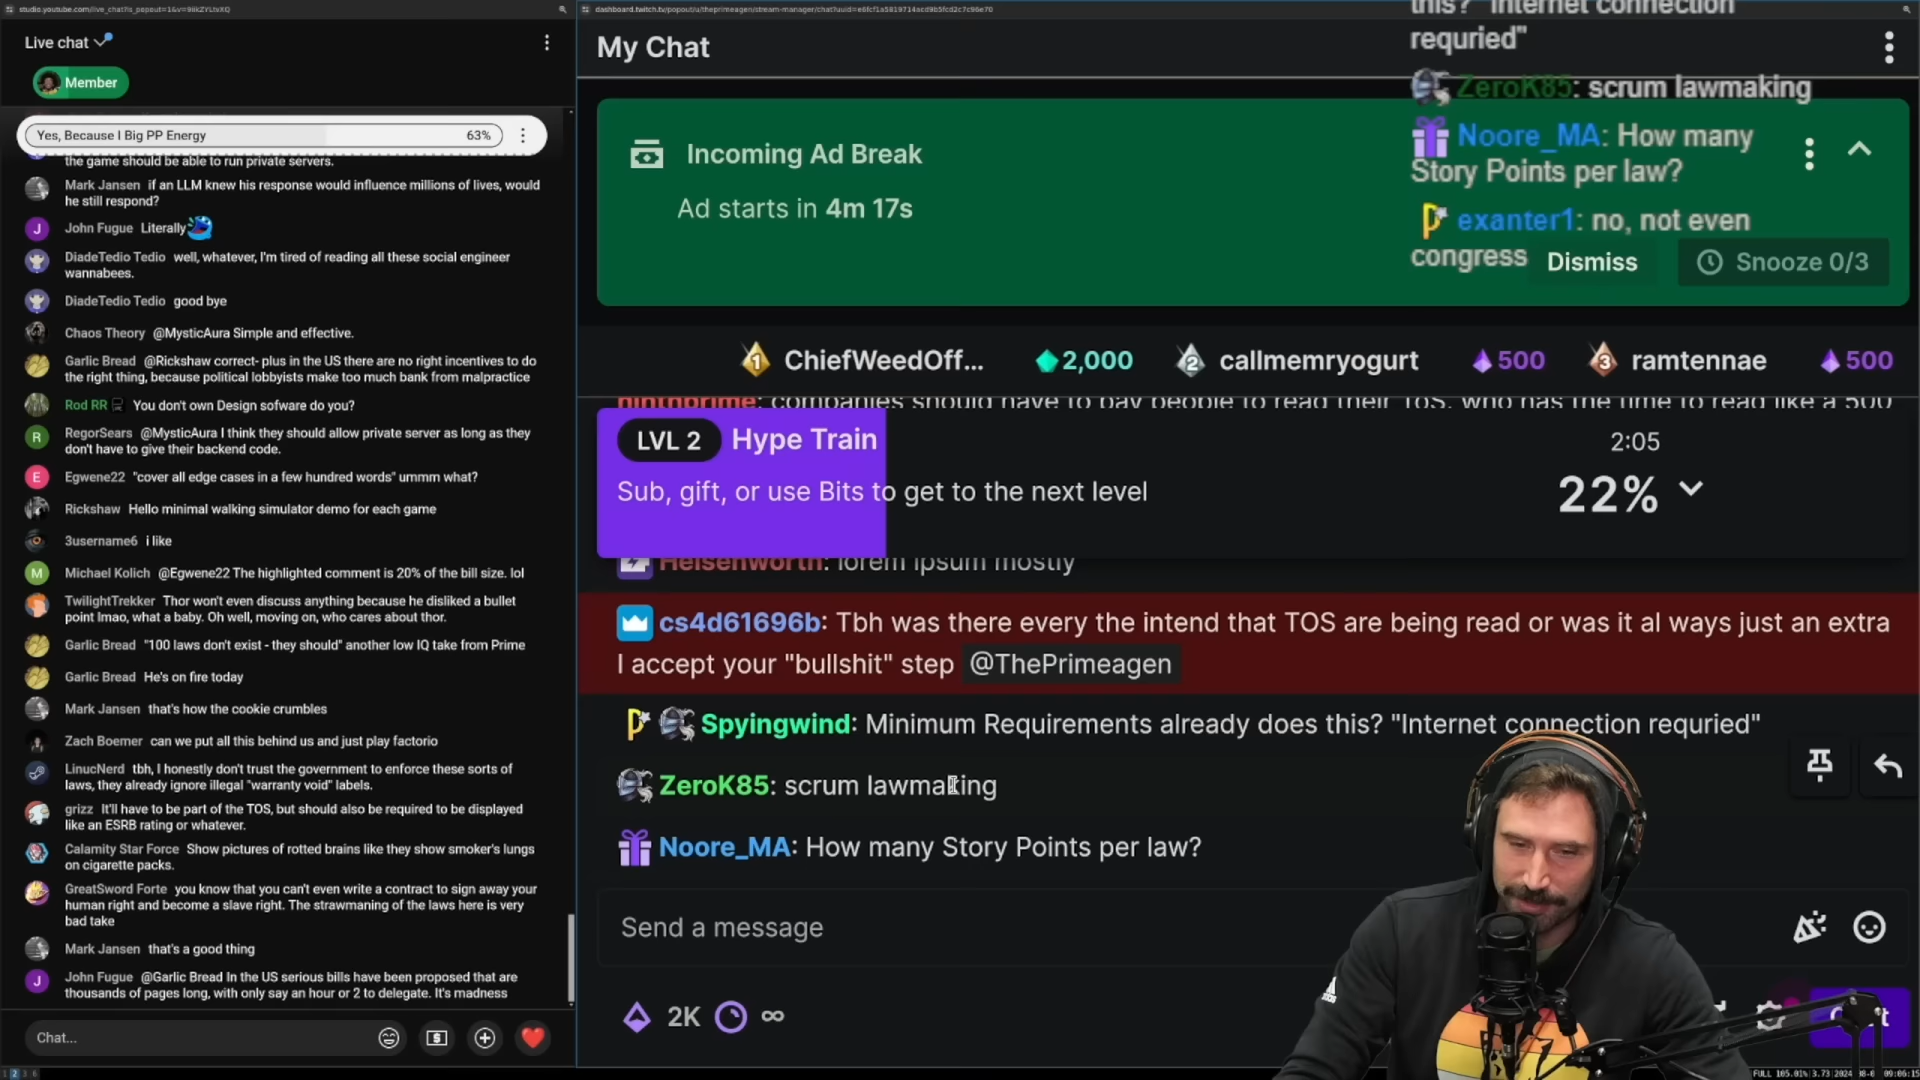 studio.youtube.com/live_chat?is_popout=1&v=
Live chat
Member
Yes, Because I Big PP Energy 63%
the game should be able to run private servers.
Mark Jansen if an LLM knew his response would influence millions of lives, would
he still respond?
John Fugue Literally
DiadeTedio Tedio well, whatever, I'm tired of reading all these social engineer
wannabees.
DiadeTedio Tedio good bye
Chaos Theory @MysticAura Simple and effective.
Garlic Bread @Rickshaw correct- plus in the US there are no right incentives to do
the right thing, because political lobbyists make too much bank from malpractice
Rod RR You don't own Design sofware do you?
R
RegorSears @MysticAura I think they should allow private server as long as they
don't have to give their backend code.
E
Egwene22 "cover all edge cases in a few hundred words" ummm what?
Rickshaw Hello minimal walking simulator demo for each game
3username6 i like
M
Michael Kolich @Egwene22 The highlighted comment is 20% of the bill size. lol
TwilightTrekker Thor won't even discuss anything because he disliked a bullet
point lmao, what a baby. Oh well, moving on, who cares about thor.
Garlic Bread "100 laws don't exist - they should" another low IQ take from Prime
Garlic Bread He's on fire today
Mark Jansen that's how the cookie crumbles
Zach Boemer can we put all this behind us and just play factorio
LinucNerd tbh, I honestly don't trust the government to enforce these sorts of
laws, they already ignore illegal "warranty void" labels.
grizz It'll have to be part of the TOS, but should also be required to be displayed
like an ESRB rating or whatever.
Calamity Star Force Show pictures of rotted brains like they show smoker's lungs
on cigarette packs.
GreatSword Forte you know that you can't even write a contract to sign away your
human right and become a slave right. The strawmaning of the laws here is very
bad take
Mark Jansen that's a good thing
J
John Fugue @Garlic Bread In the US serious bills have been proposed that are
thousands of pages long, with only say an hour or 2 to delegate. It's madness
Chat...
My Chat
this? "Internet connection
requried"
ZeroK85: scrum lawmaking
Noore_MA: How many
Story Points per law?
exanter1: no, not even
congress
Incoming Ad Break
Ad starts in 4m 17s
Dismiss
Snooze 0/3
1 ChiefWeedOff... 2,000 2 callmemryogurt 500 3 ramtennae 500
ninthprime: companies should have to pay people to read their ToS, who has the time to read like a 500
LVL 2 Hype Train 2:05
Sub, gift, or use Bits to get to the next level 22%
Heisenworth: lorem ipsum mostly
cs4d61696b: Tbh was there every the intend that TOS are being read or was it al ways just an extra
I accept your "bullshit" step @ThePrimeagen
Spyingwind: Minimum Requirements already does this? "Internet connection requried"
ZeroK85: scrum lawmaking
Noore_MA: How many Story Points per law?
Send a message
2K ∞